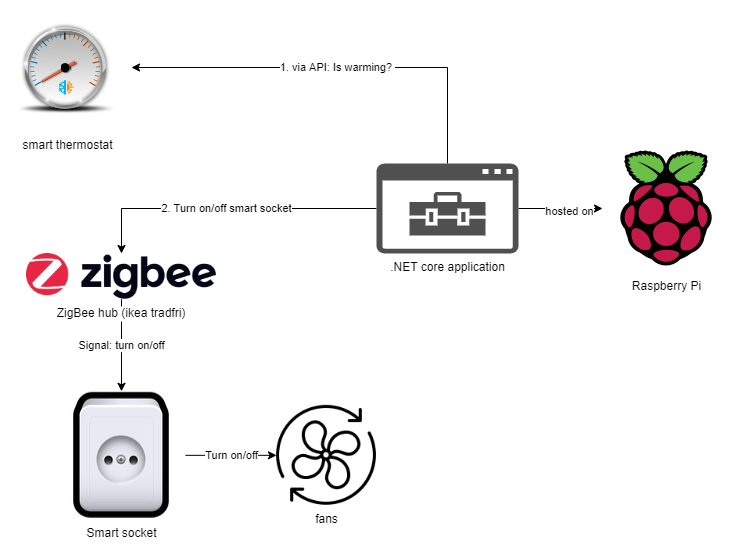 1. via API: Is warming?
smart thermostat
2. Turn on/off smart socket
hosted on
zigbee
.NET core application
Raspberry Pi
ZigBee hub (ikea tradfri)
Signal: turn on/off
Turn on/off
fans
Smart socket